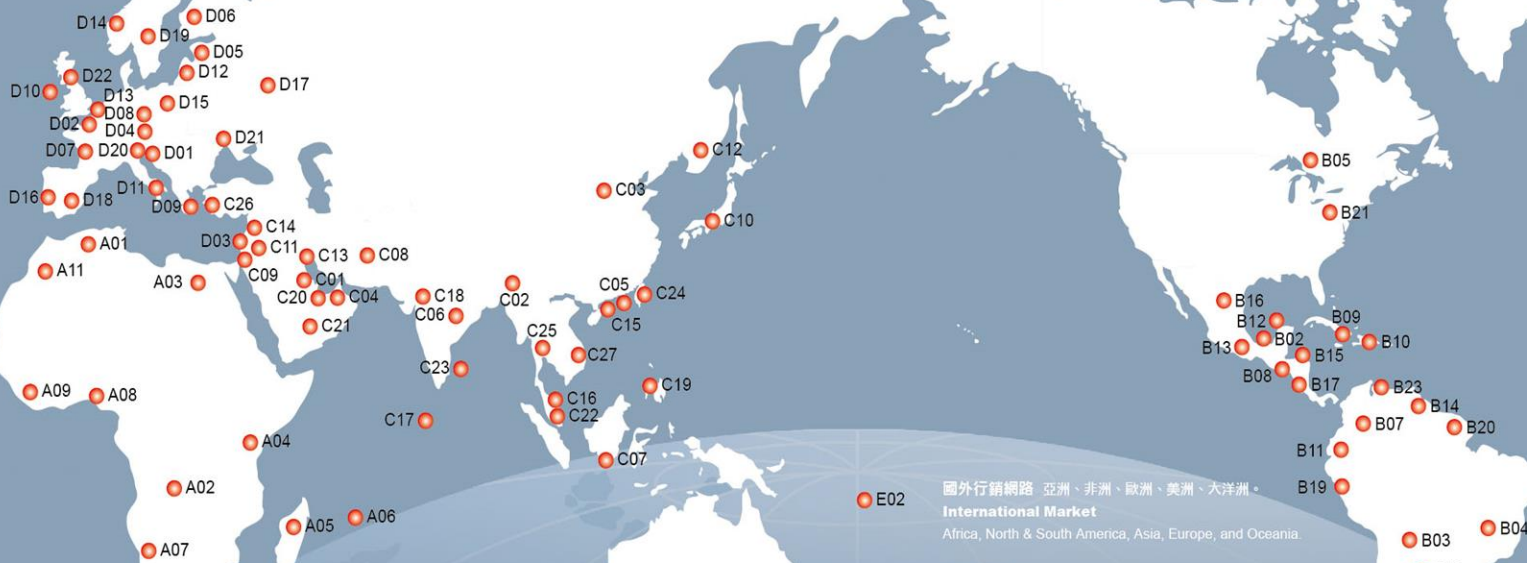 D06
D14
D19
D05
D22
D12
D10
D13
D17
D15
D08
D02
D04
D21
D07
D20
D01
C12
B05
D11
C03
D16
D18
D09
C26
C10
B21
C14
D03
A01
C11
C13
C08
A11
C09
A03
C01
C20
C04
C18
C02
C05
C24
B16
C06
C15
B09
C21
B12
C25
B02
B10
B13
B15
C27
C23
B08
C19
B17
A09
A08
B23
C16
C22
B14
C17
B07
B20
A04
B11
C07
A02
B19
E02
國外行銷網路 亞洲、非洲、歐洲、美洲、大洋洲。
International Market
Africa, North & South America, Asia, Europe, and Oceania.
A06
A05
B04
B03
A07